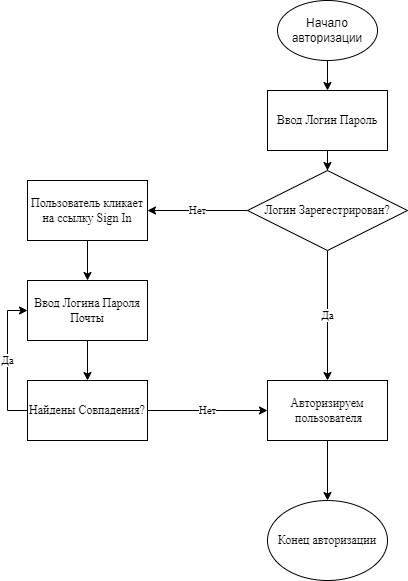 Начало
авторизации
Ввод Логин Пароль
Логин Зарегестрирован?
Нет
Пользователь кликает
на ссылку Sign In
Ввод Логина Пароля
Почты
Да
Да
Найдены Совпадения?
Нет
Авторизируем
пользователя
Конец авторизации